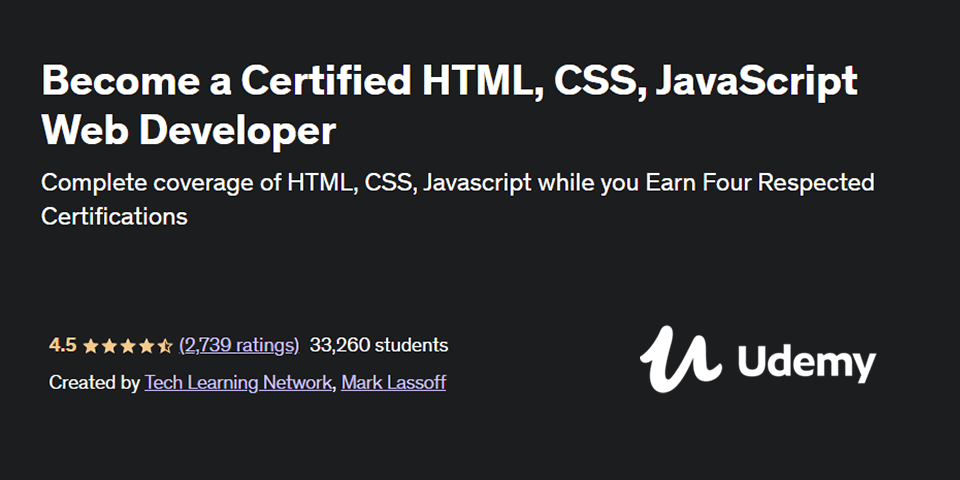 Become a Certified HTML, CSS, JavaScript
Web Developer
Complete coverage of HTML, CSS, Javascript while you Earn Four Respected
Certifications
4.5 (2,739 ratings) 33,260 students
Created by Tech Learning Network, Mark Lassoff
Udemy